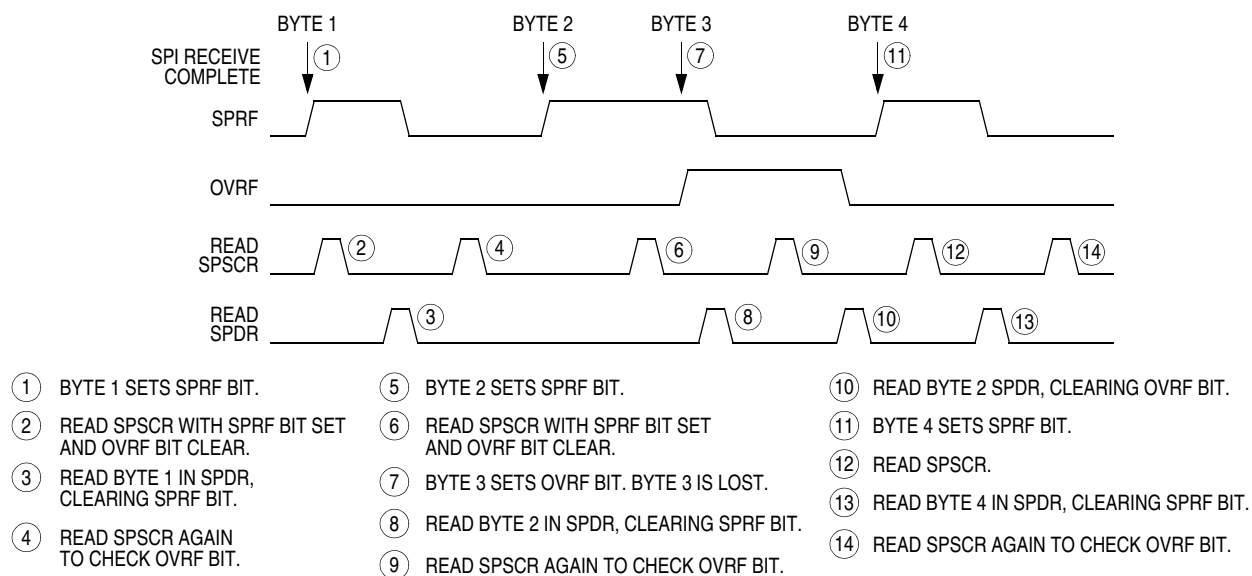 BYTE 1 BYTE 2 BYTE 3 BYTE 4
SPI RECEIVE
COMPLETE
1 5 7 11
SPRF
OVRF
READ
SPSCR
2 4 6 9 12 14
READ
SPDR
3 8 10 13
1 BYTE 1 SETS SPRF BIT.
2 READ SPSCR WITH SPRF BIT SET
AND OVRF BIT CLEAR.
3 READ BYTE 1 IN SPDR,
CLEARING SPRF BIT.
4 READ SPSCR AGAIN
TO CHECK OVRF BIT.
5 BYTE 2 SETS SPRF BIT.
6 READ SPSCR WITH SPRF BIT SET
AND OVRF BIT CLEAR.
7 BYTE 3 SETS OVRF BIT. BYTE 3 IS LOST.
8 READ BYTE 2 IN SPDR, CLEARING SPRF BIT.
9 READ SPSCR AGAIN TO CHECK OVRF BIT.
10 READ BYTE 2 SPDR, CLEARING OVRF BIT.
11 BYTE 4 SETS SPRF BIT.
12 READ SPSCR.
13 READ BYTE 4 IN SPDR, CLEARING SPRF BIT.
14 READ SPSCR AGAIN TO CHECK OVRF BIT.